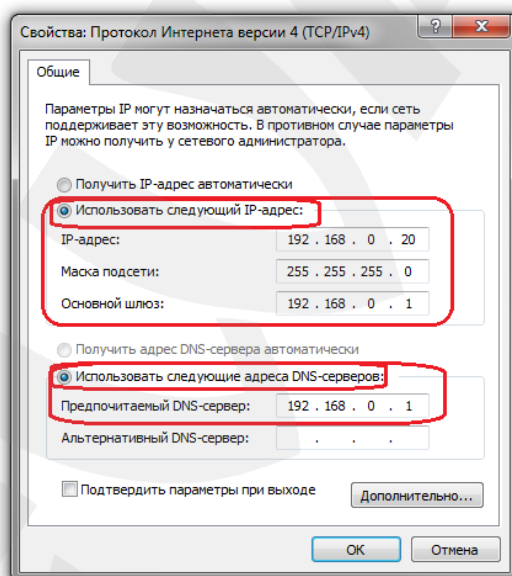 Свойства: Протокол Интернета версии 4 (TCP/IPv4)
?
Общие
Параметры IP могут назначаться автоматически, если сеть
поддерживает эту возможность. В противном случае параметры
IP можно получить у сетевого администратора.
Получить IP-адрес автоматически
Использовать следующий IP-адрес:
IP-адрес: 192 . 168 . 0 . 20
Маска подсети: 255 . 255 . 255 . 0
Основной шлюз: 192 . 168 . 0 . 1
Получить адрес DNS-сервера автоматически
Использовать следующие адреса DNS-серверов:
Предпочитаемый DNS-сервер: 192 . 168 . 0 . 1
Альтернативный DNS-сервер: . . .
Подтвердить параметры при выходе
Дополнительно...
OK Отмена